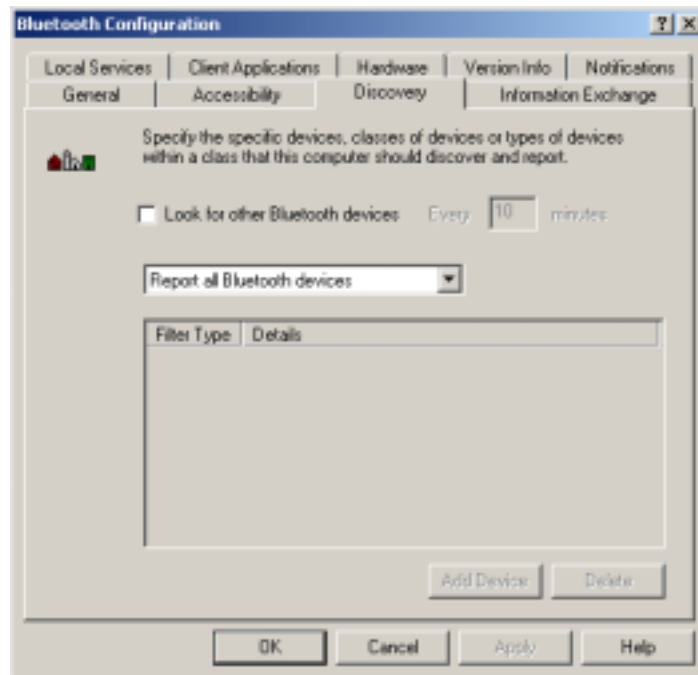 Bluetooth Configuration
Local Services Client Applications Hardware Version Info Notifications
General Accessibility Discovery Information Exchange
Specify the specific devices, classes of devices or types of devices
within a class that this computer should discover and report.
Look for other Bluetooth devices Every 10 minutes
Report all Bluetooth devices
Filter Type Details
Add Device Delete
OK Cancel Apply Help